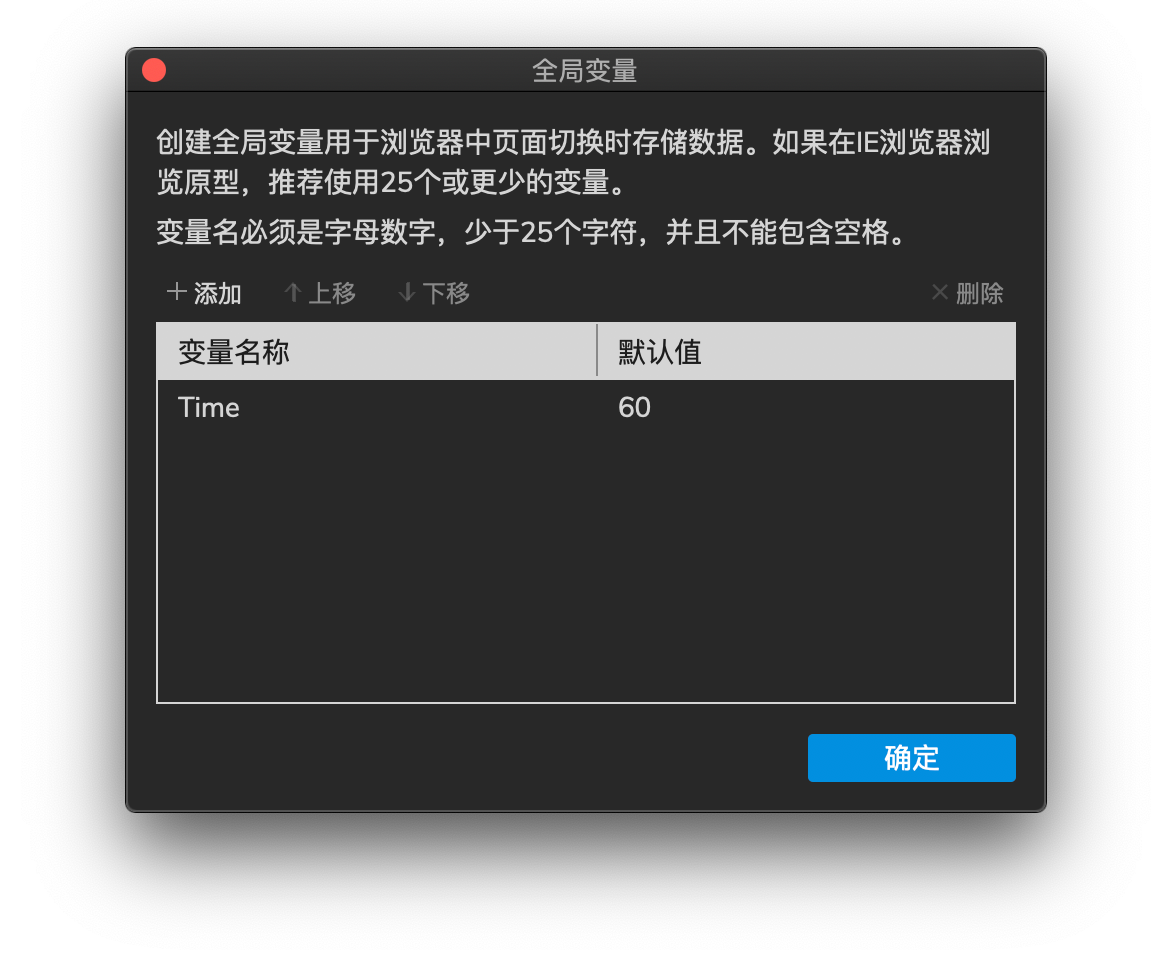 全局变量
创建全局变量用于浏览器中页面切换时存储数据。如果在IE浏览器浏
览原型，推荐使用25个或更少的变量。
变量名必须是字母数字，少于25个字符，并且不能包含空格。
添加 上移 下移 删除
变量名称 默认值
Time 60
确定